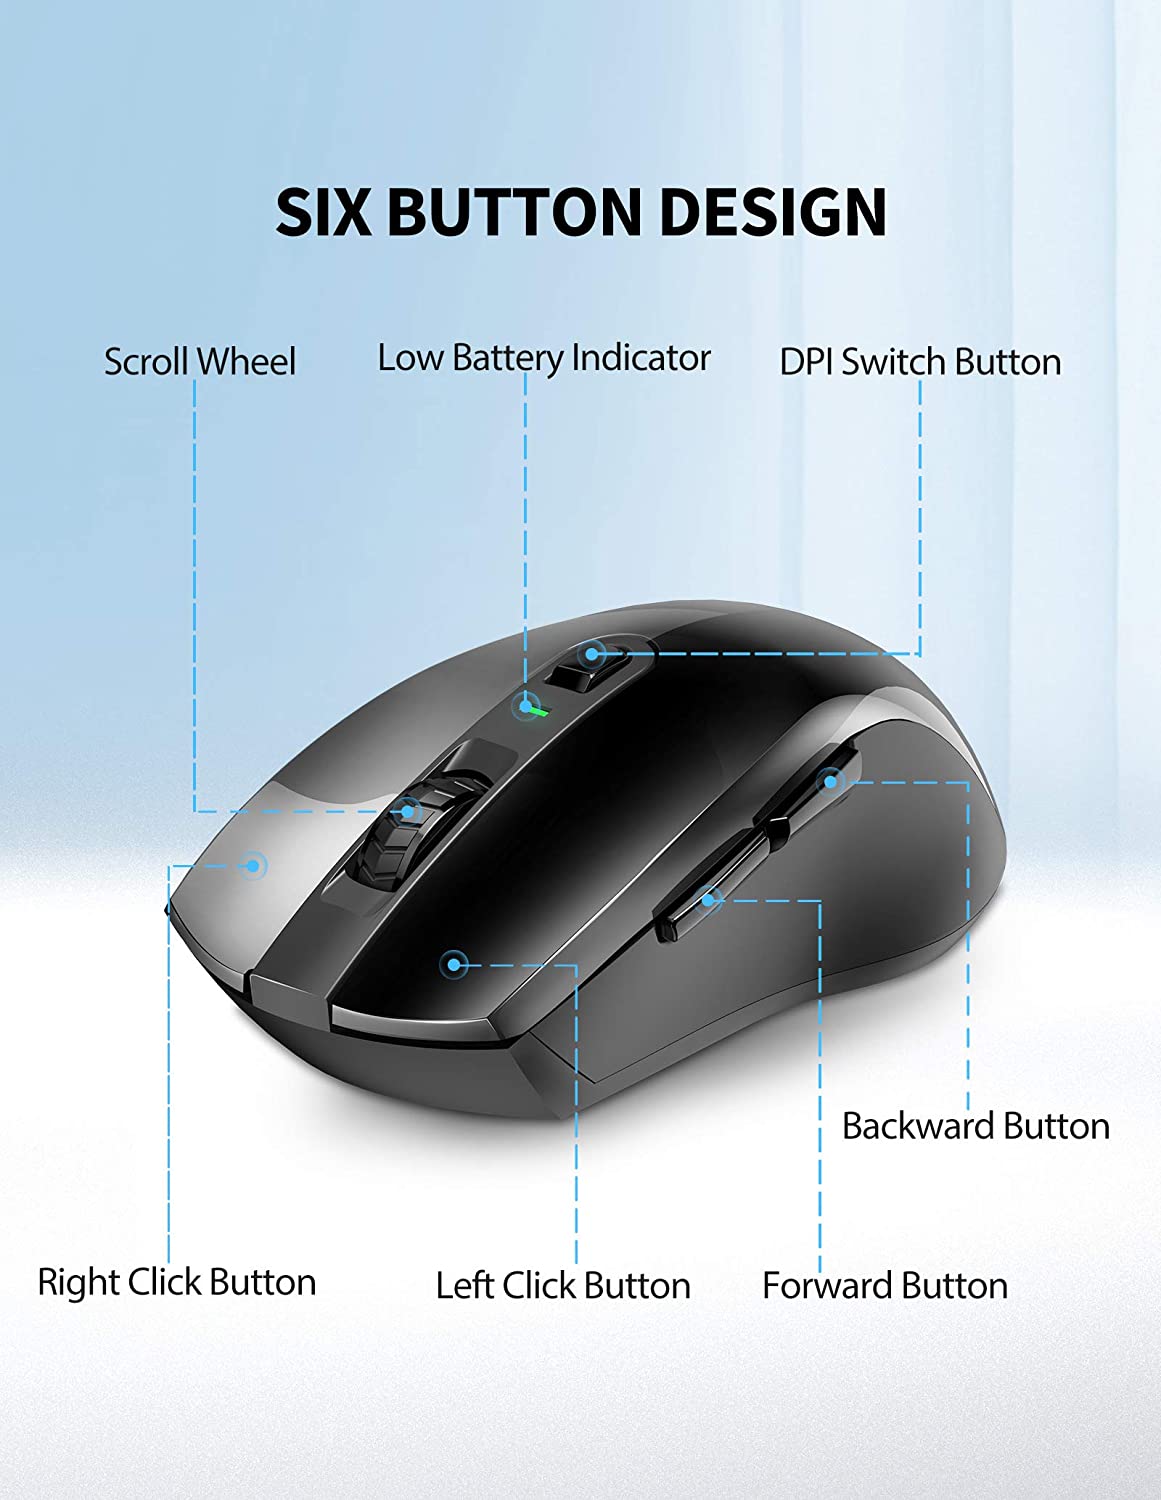 SIX BUTTON DESIGN
Scroll Wheel
Low Battery Indicator
DPI Switch Button
Backward Button
Right Click Button
Left Click Button
Forward Button